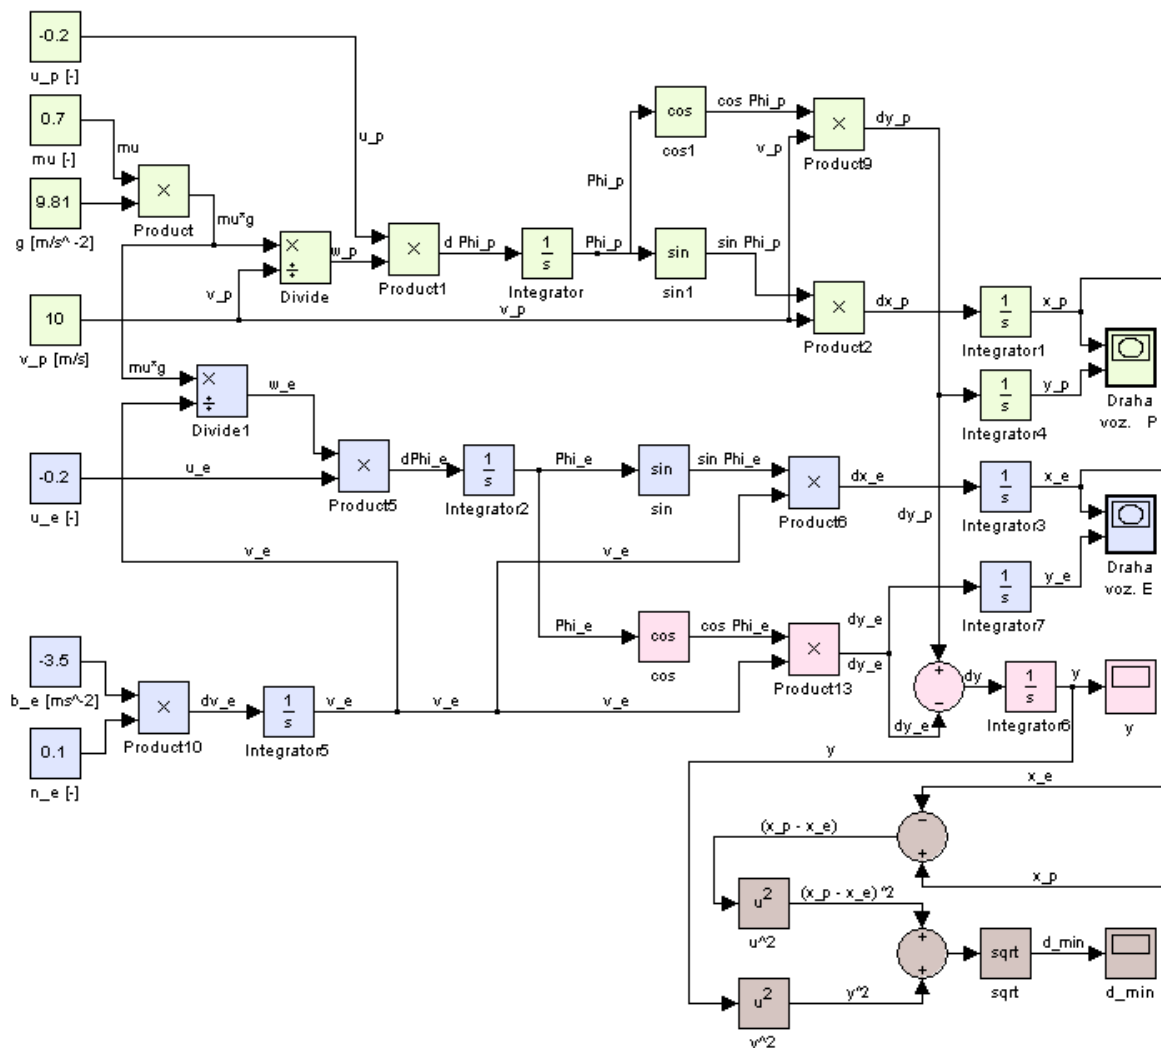 -0.2
u_p [-]
0.7
mu [-]
mu
9.81
g [m/s^ -2]
×
Product
mu*g
u_p
×
÷
Divide
w_p
v_p
10
v_p [m/s]
×
Product1
d Phi_p
1
s
Integrator
Phi_p
Phi_p
cos
cos1
cos Phi_p
sin
sin1
sin Phi_p
v_p
v_p
×
Product9
dy_p
×
Product2
dx_p
1
s
Integrator1
x_p
1
s
Integrator4
y_p
Draha
voz. P
mu*g
×
÷
Divide1
w_e
-0.2
u_e [-]
u_e
×
Product5
dPhi_e
1
s
Integrator2
Phi_e
sin
sin
sin Phi_e
×
Product6
dx_e
dy_p
1
s
Integrator3
x_e
Draha
voz. E
v_e
v_e
1
s
Integrator7
y_e
Phi_e
cos
cos
cos Phi_e
×
Product13
dy_e
dy_e
-3.5
b_e [ms^-2]
0.1
n_e [-]
×
Product10
dv_e
1
s
Integrator5
v_e
v_e
v_e
+
−
dy_e
dy
1
s
Integrator6
y
y
y
x_e
−
+
(x_p - x_e)
x_p
u²
u^2
(x_p - x_e)^2
u²
y^2
y^2
+
+
sqrt
sqrt
d_min
d_min